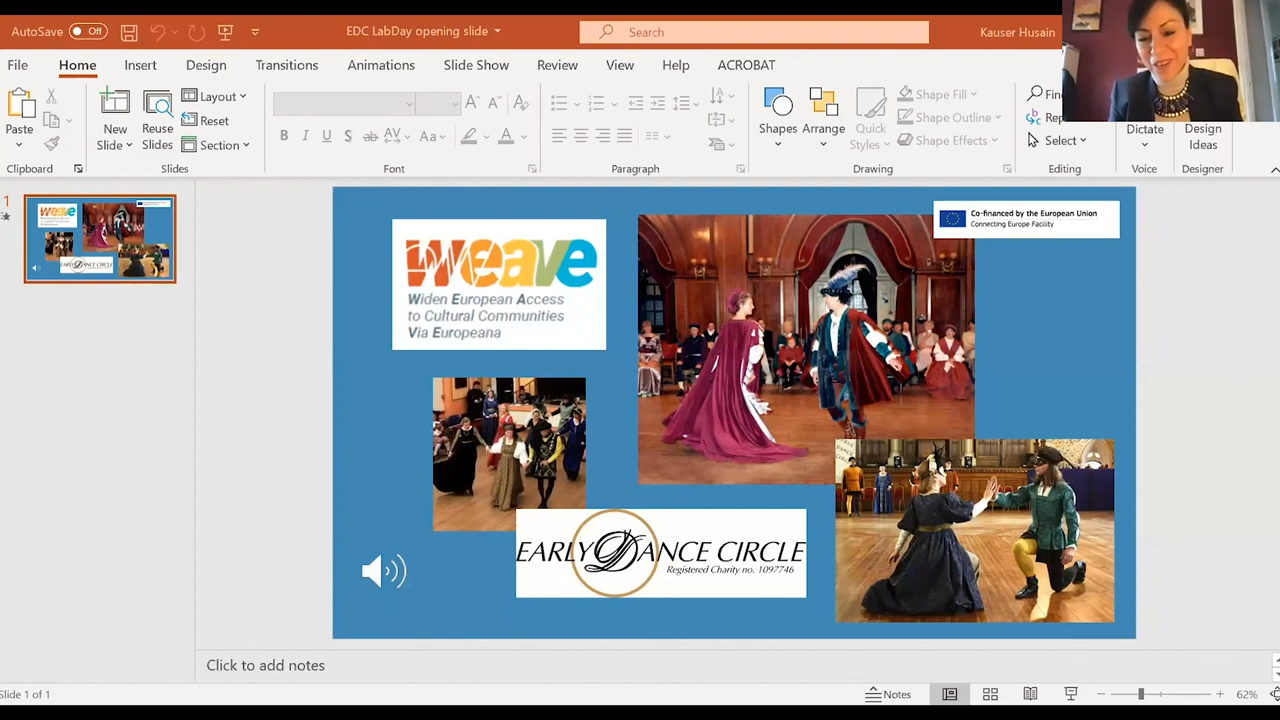 AutoSave
Off
EDC LabDay opening slide
Search
Kauser Husain
File
Home
Insert
Design
Transitions
Animations
Slide Show
Review
View
Help
ACROBAT
Paste
New
Slide
Reuse
Slides
Layout
Reset
Section
B I U S ab AV Aa A
Shapes
Arrange
Quick
Styles
Shape Fill
Shape Outline
Shape Effects
Select
Dictate
Design
Ideas
Clipboard
Slides
Font
Paragraph
Drawing
Editing
Voice
Designer
1
weave
Widen European Access
to Cultural Communities
Via Europeana
Co-financed by the European Union
Connecting Europe Facility
EARLY DANCE CIRCLE
Registered Charity no. 1097746
Click to add notes
Slide 1 of 1
Notes
62%